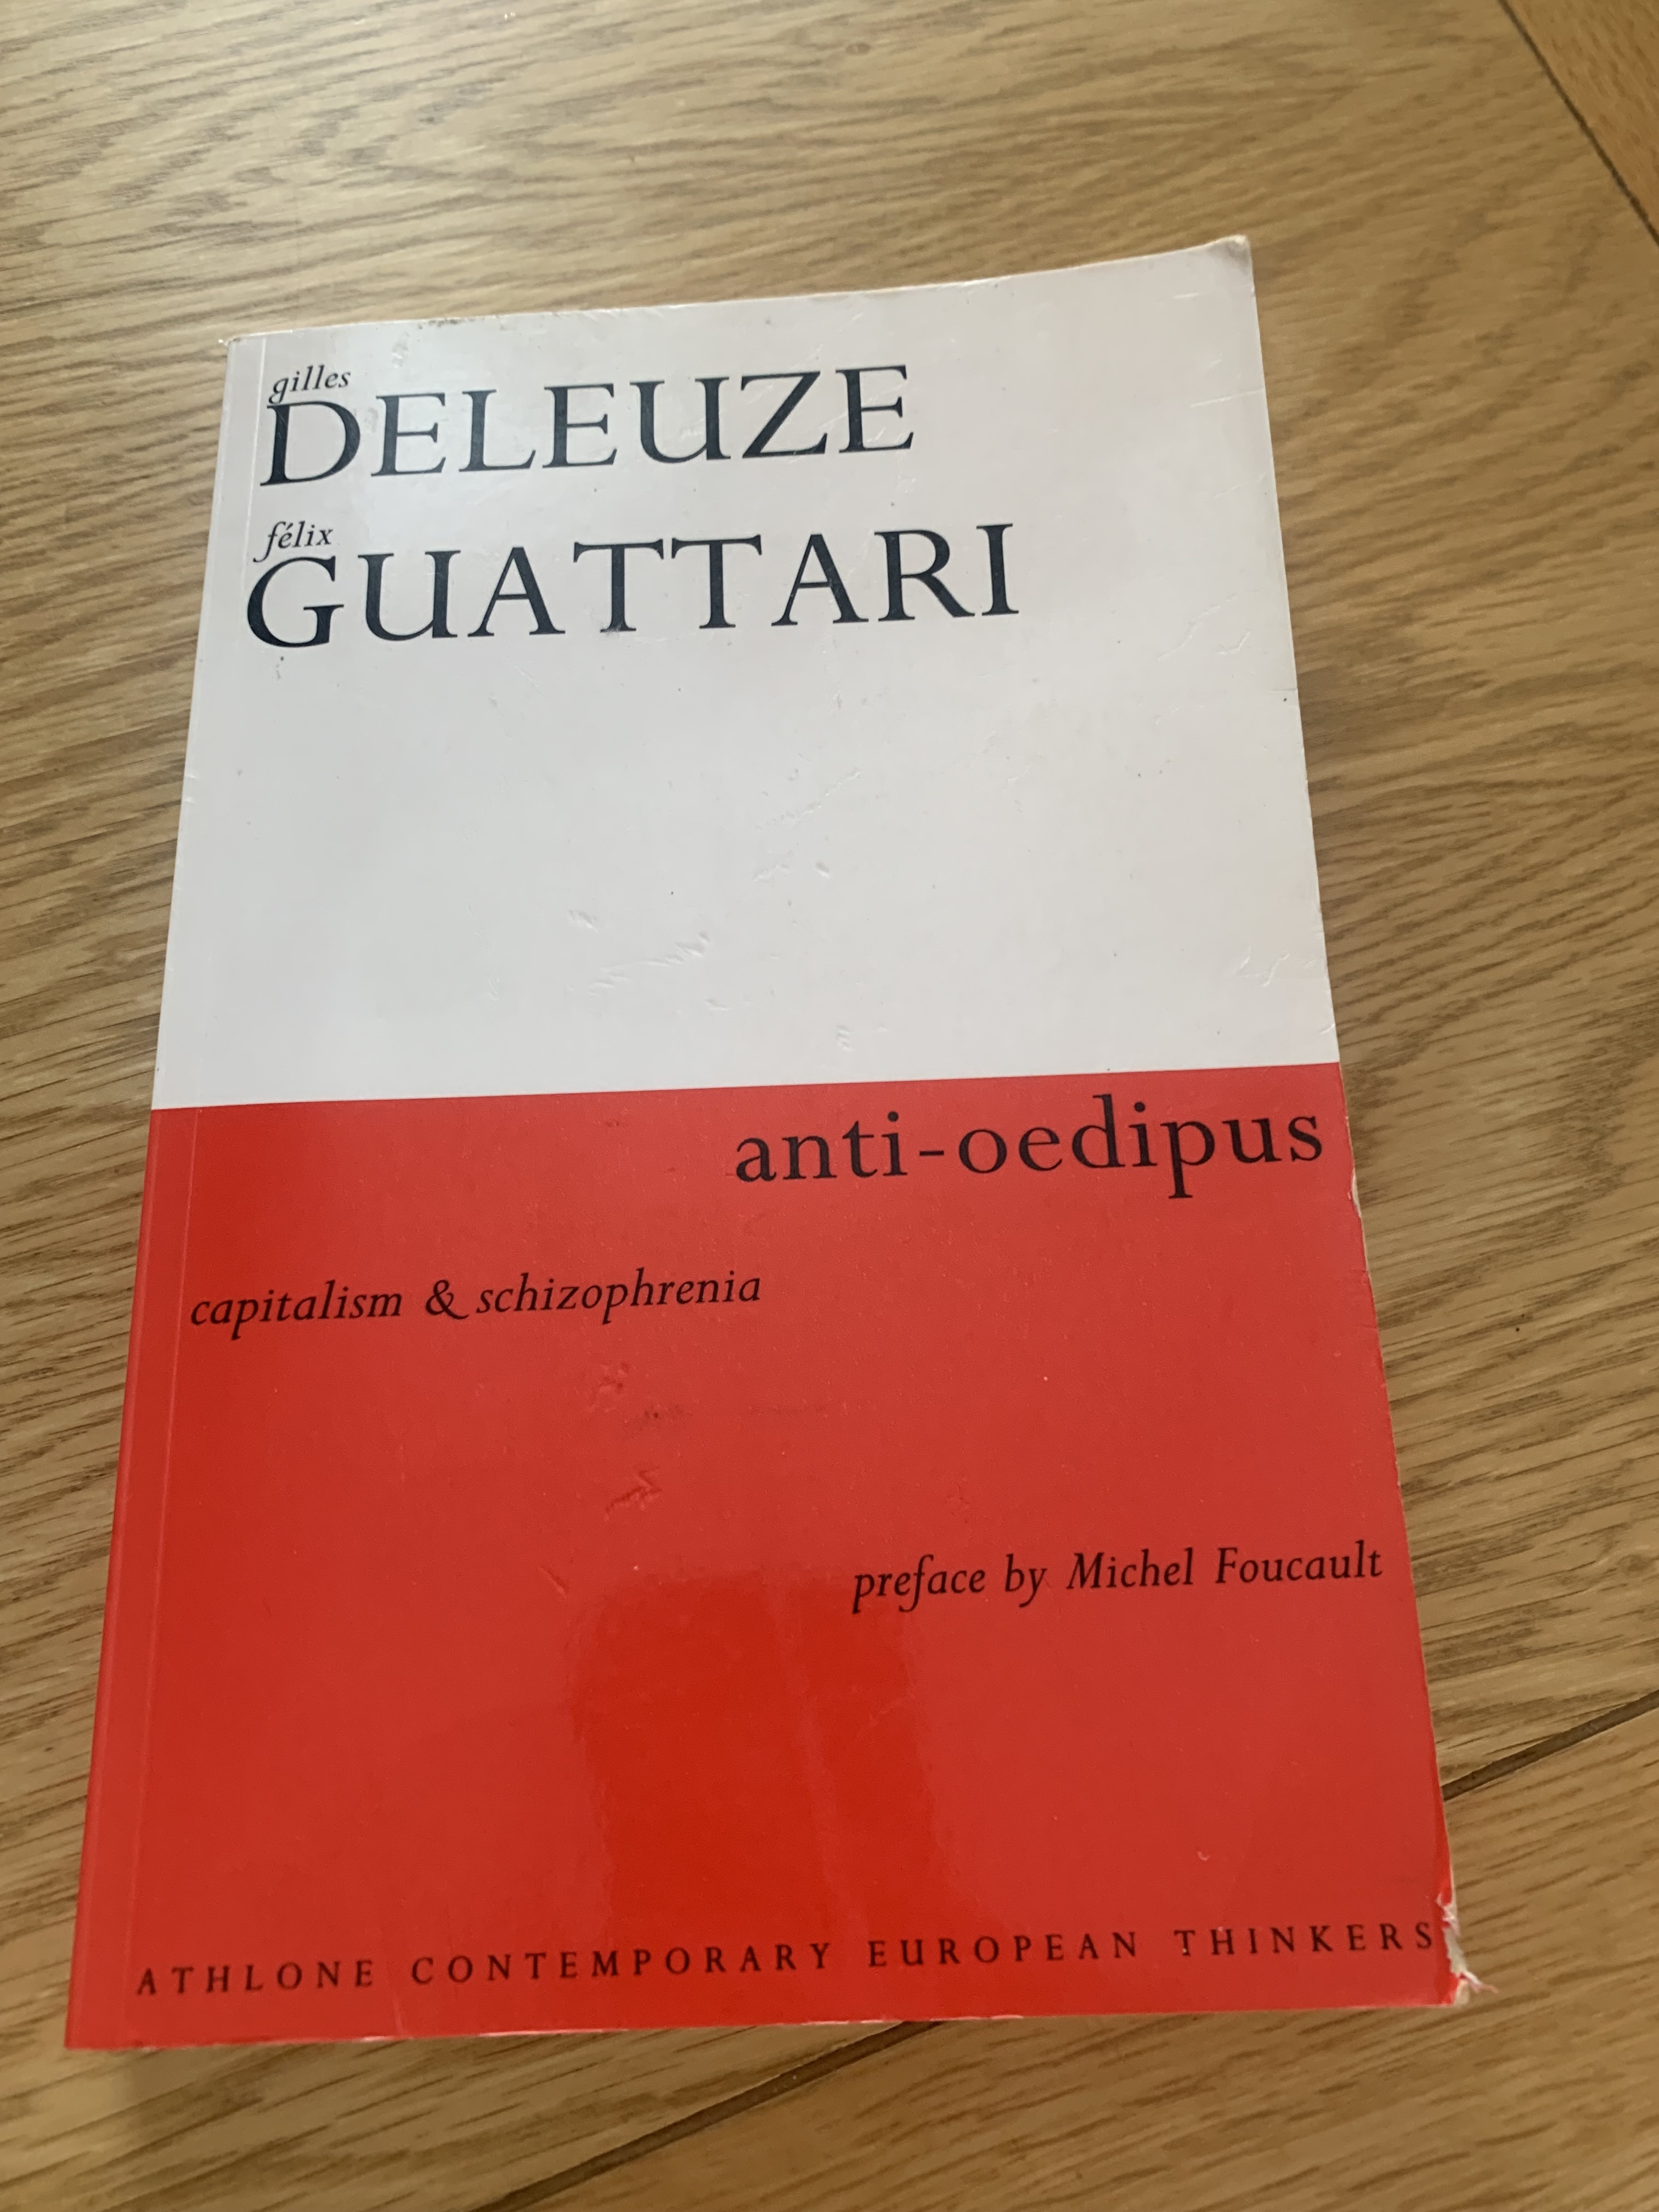 gilles
DELEUZE
félix
GUATTARI
anti-oedipus
capitalism & schizophrenia
preface by Michel Foucault
ATHLONE CONTEMPORARY EUROPEAN THINKERS